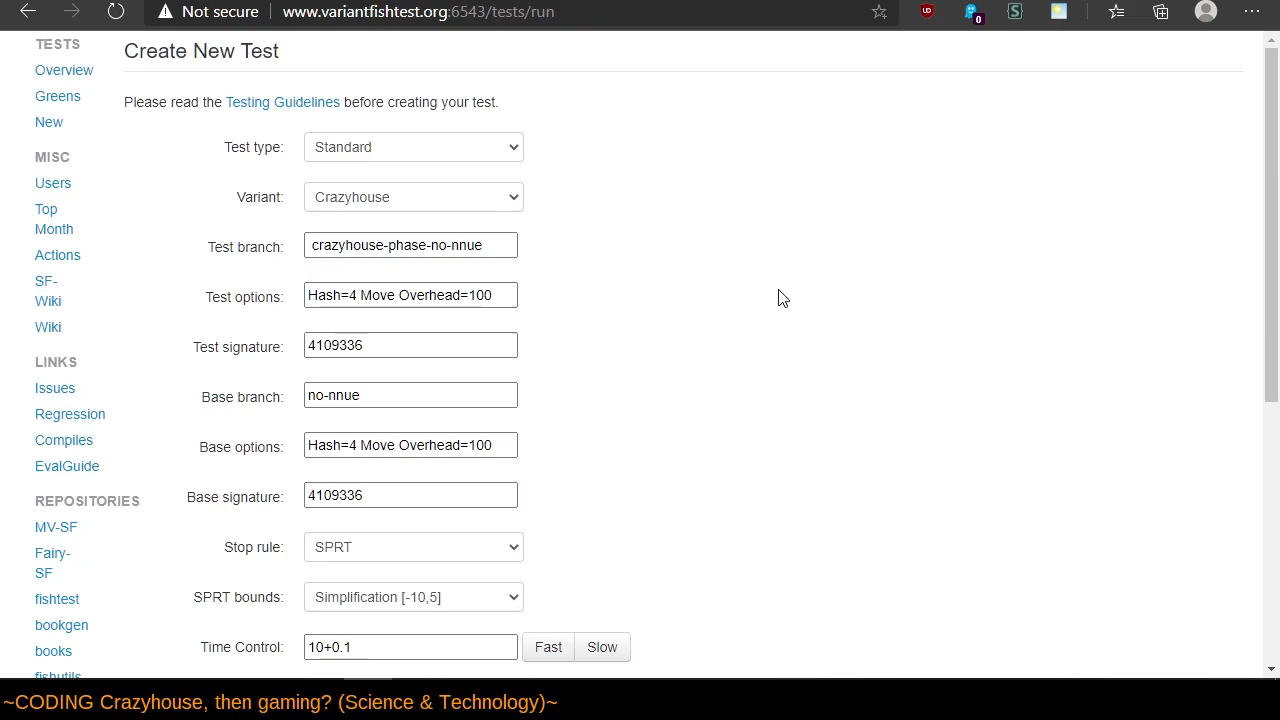 Not secure www.variantfishtest.org:6543/tests/run
0
TESTS
Overview
Greens
New
MISC
Users
Top
Month
Actions
SF-
Wiki
Wiki
LINKS
Issues
Regression
Compiles
EvalGuide
REPOSITORIES
MV-SF
Fairy-
SF
fishtest
bookgen
books
fishutils
Create New Test
Please read the Testing Guidelines before creating your test.
Test type: Standard
Variant: Crazyhouse
Test branch: crazyhouse-phase-no-nnue
Test options: Hash=4 Move Overhead=100
Test signature: 4109336
Base branch: no-nnue
Base options: Hash=4 Move Overhead=100
Base signature: 4109336
Stop rule: SPRT
SPRT bounds: Simplification [-10,5]
Time Control: 10+0.1 Fast Slow
~CODING Crazyhouse, then gaming? (Science & Technology)~